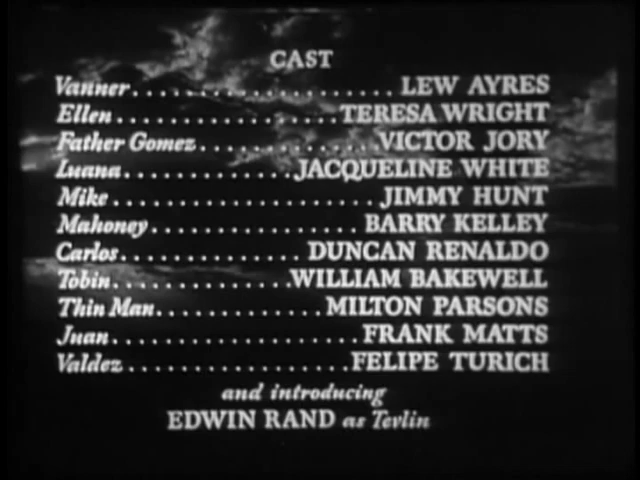 CAST
Vanner.....................LEW AYRES
Ellen.................TERESA WRIGHT
Father Gomez..............VICTOR JORY
Luana.............JACQUELINE WHITE
Mike.....................JIMMY HUNT
Mahoney................BARRY KELLEY
Carlos..............DUNCAN RENALDO
Tobin..............WILLIAM BAKEWELL
Thin Man.............MILTON PARSONS
Juan.....................FRANK MATTS
Valdez.................FELIPE TURICH
and introducing
EDWIN RAND as Tevlin